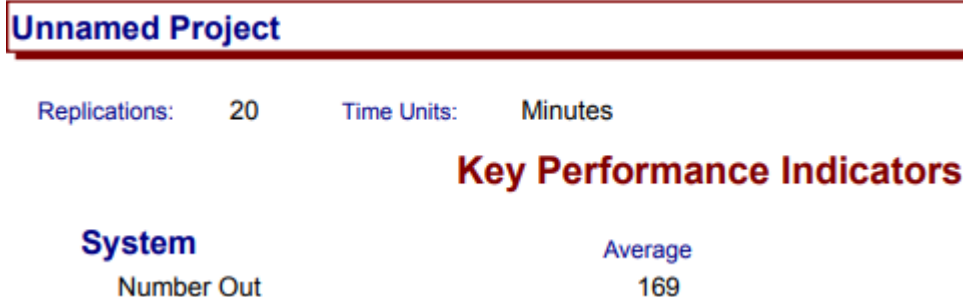 Unnamed Project
Replications: 20 Time Units: Minutes
Key Performance Indicators
System Average
Number Out 169